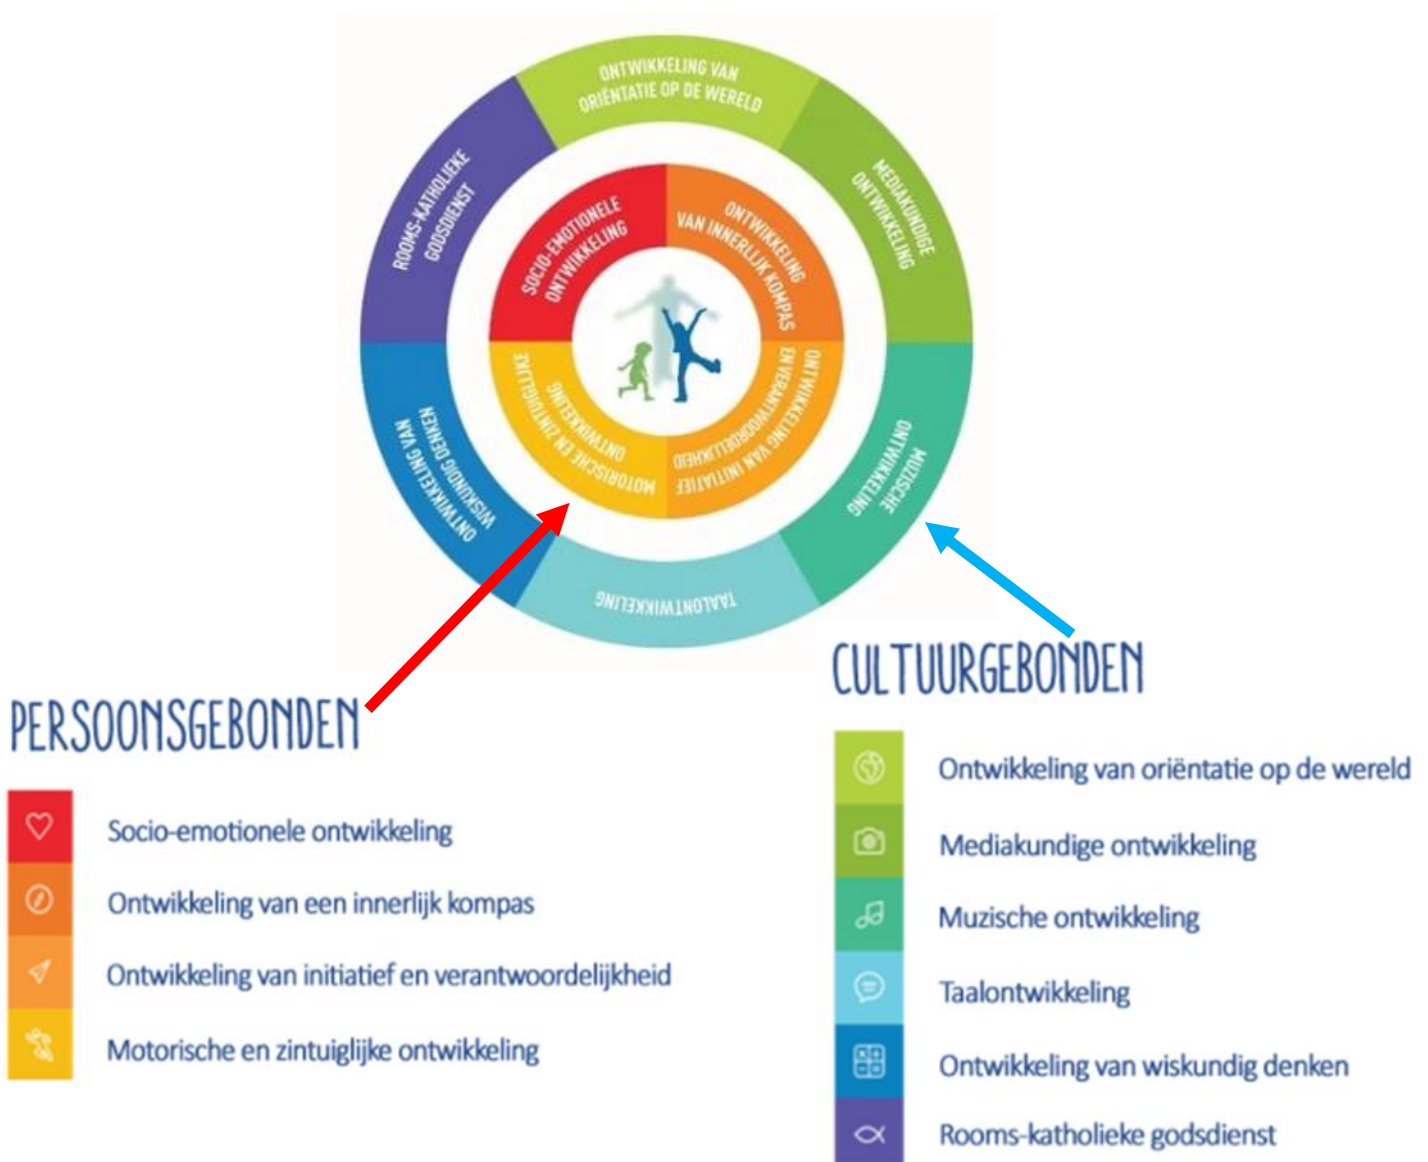 ONTWIKKELING VAN
ORIËNTATIE OP DE WERELD
MEDIAKUNDIGE
ONTWIKKELING
MUZISCHE
ONTWIKKELING
TAALONTWIKKELING
ONTWIKKELING VAN
WISKUNDIG DENKEN
ROOMS-KATHOLIEKE
GODSDIENST
SOCIO-EMOTIONELE
ONTWIKKELING
ONTWIKKELING
VAN INNERLIJK KOMPAS
ONTWIKKELING VAN INITIATIEF
EN VERANTWOORDELIJKHEID
MOTORISCHE EN ZINTUIGLIJKE
ONTWIKKELING
PERSOONSGEBONDEN
Socio-emotionele ontwikkeling
Ontwikkeling van een innerlijk kompas
Ontwikkeling van initiatief en verantwoordelijkheid
Motorische en zintuiglijke ontwikkeling
CULTUURGEBONDEN
Ontwikkeling van oriëntatie op de wereld
Mediakundige ontwikkeling
Muzische ontwikkeling
Taalontwikkeling
Ontwikkeling van wiskundig denken
Rooms-katholieke godsdienst